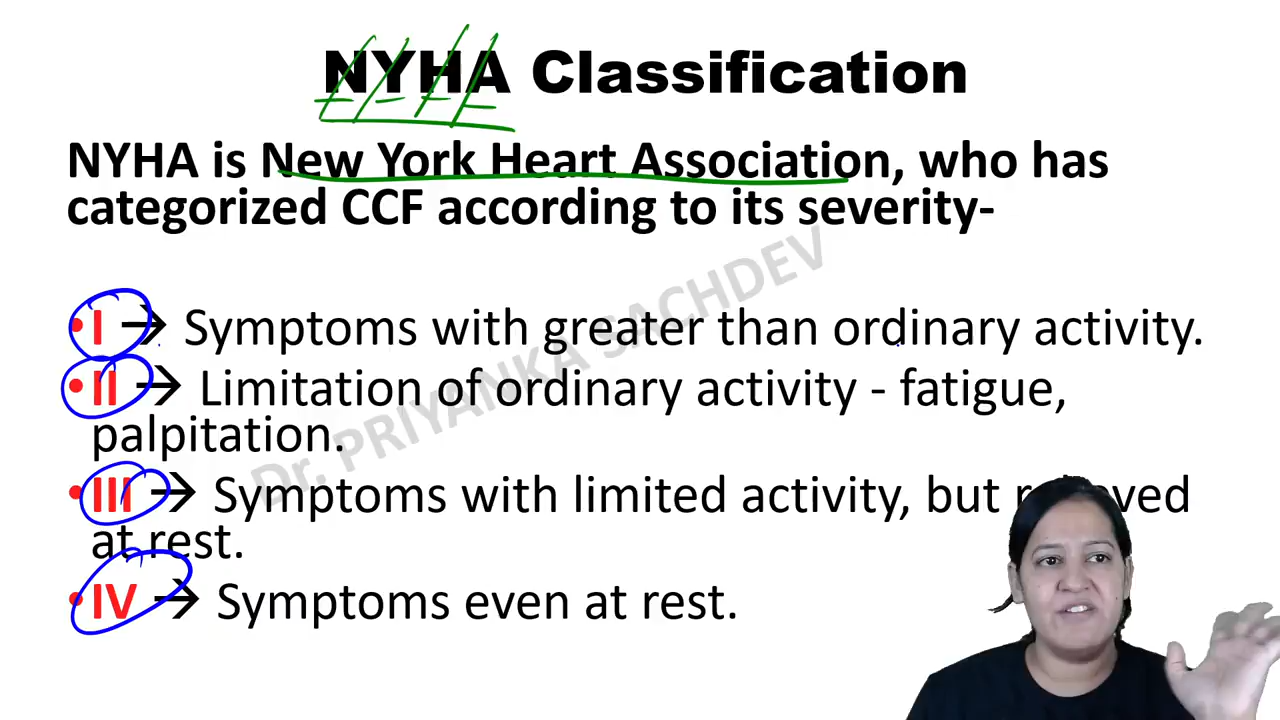 NYHA Classification
NYHA is New York Heart Association, who has
categorized CCF according to its severity-
•I → Symptoms with greater than ordinary activity.
•II → Limitation of ordinary activity - fatigue,
palpitation.
•III → Symptoms with limited activity, but relieved
at rest.
•IV → Symptoms even at rest.
Dr. PRIYANKA SACHDEV